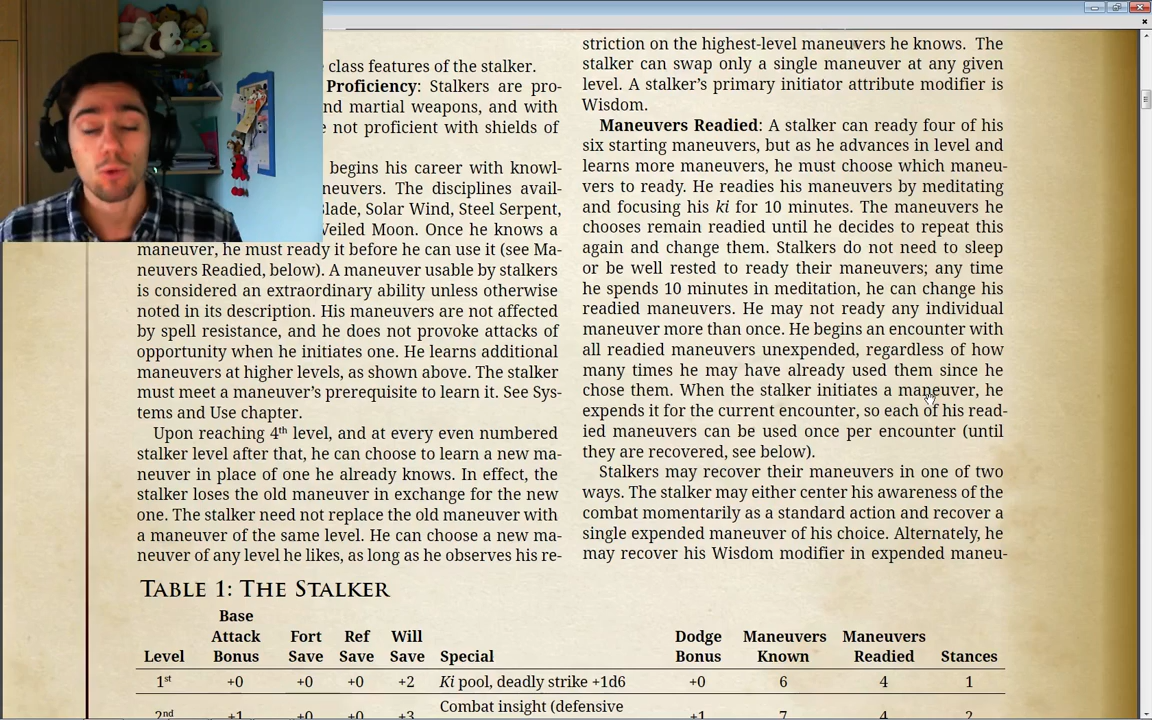 class features of the stalker.
Proficiency: Stalkers are pro-
nd martial weapons, and with
not proficient with shields of
begins his career with knowl-
neuvers. The disciplines avail-
lade, Solar Wind, Steel Serpent,
Veiled Moon. Once he knows a
maneuver, he must ready it before he can use it (see Ma-
neuvers Readied, below). A maneuver usable by stalkers
is considered an extraordinary ability unless otherwise
noted in its description. His maneuvers are not affected
by spell resistance, and he does not provoke attacks of
opportunity when he initiates one. He learns additional
maneuvers at higher levels, as shown above. The stalker
must meet a maneuver’s prerequisite to learn it. See Sys-
tems and Use chapter.
Upon reaching 4th level, and at every even numbered
stalker level after that, he can choose to learn a new ma-
neuver in place of one he already knows. In effect, the
stalker loses the old maneuver in exchange for the new
one. The stalker need not replace the old maneuver with
a maneuver of the same level. He can choose a new ma-
neuver of any level he likes, as long as he observes his re-
striction on the highest-level maneuvers he knows. The
stalker can swap only a single maneuver at any given
level. A stalker’s primary initiator attribute modifier is
Wisdom.
Maneuvers Readied: A stalker can ready four of his
six starting maneuvers, but as he advances in level and
learns more maneuvers, he must choose which maneu-
vers to ready. He readies his maneuvers by meditating
and focusing his ki for 10 minutes. The maneuvers he
chooses remain readied until he decides to repeat this
again and change them. Stalkers do not need to sleep
or be well rested to ready their maneuvers; any time
he spends 10 minutes in meditation, he can change his
readied maneuvers. He may not ready any individual
maneuver more than once. He begins an encounter with
all readied maneuvers unexpended, regardless of how
many times he may have already used them since he
chose them. When the stalker initiates a maneuver, he
expends it for the current encounter, so each of his read-
ied maneuvers can be used once per encounter (until
they are recovered, see below).
Stalkers may recover their maneuvers in one of two
ways. The stalker may either center his awareness of the
combat momentarily as a standard action and recover a
single expended maneuver of his choice. Alternately, he
may recover his Wisdom modifier in expended maneu-
TABLE 1: THE STALKER
Level Base Attack Bonus Fort Save Ref Save Will Save Special Dodge Bonus Maneuvers Known Maneuvers Readied Stances
1st +0 +0 +0 +2 Ki pool, deadly strike +1d6 +0 6 4 1
2nd +1 +0 +0 +3 Combat insight (defensive +1 7 4 2